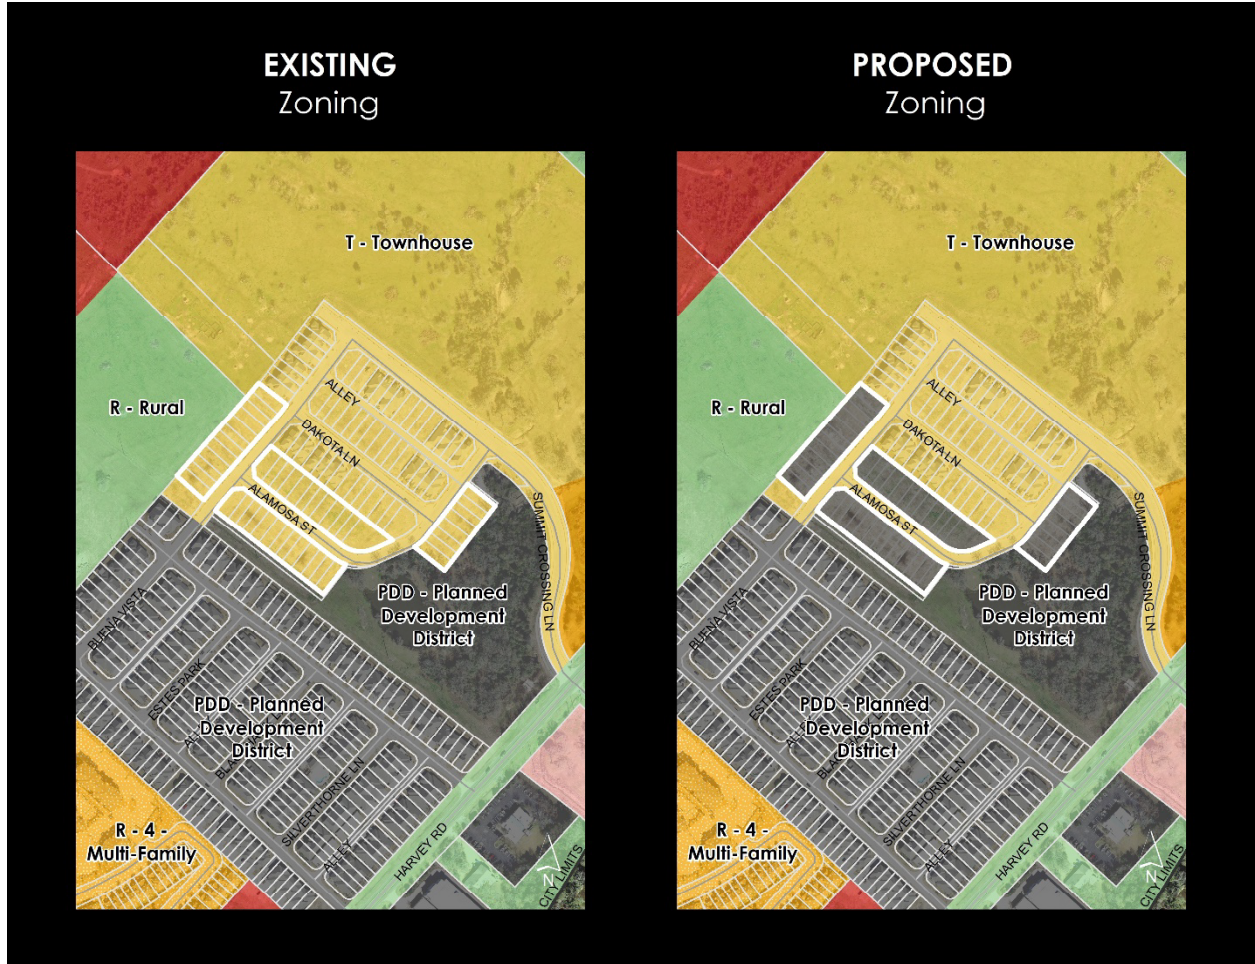 EXISTING
Zoning
T - Townhouse
R - Rural
ALLEY
DAKOTA LN
ALAMOSA ST
SUMMIT CROSSING LN
PDD - Planned
Development
District
BUENA VISTA
ESTES PARK
PDD - Planned
Development
District
SILVERTHORNE LN
ALLEY
HARVEY RD
R - 4 -
Multi-Family
N
CITY LIMITS
PROPOSED
Zoning
T - Townhouse
R - Rural
ALLEY
DAKOTA LN
ALAMOSA ST
SUMMIT CROSSING LN
PDD - Planned
Development
District
BUENA VISTA
ESTES PARK
PDD - Planned
Development
District
SILVERTHORNE LN
ALLEY
HARVEY RD
R - 4 -
Multi-Family
N
CITY LIMITS